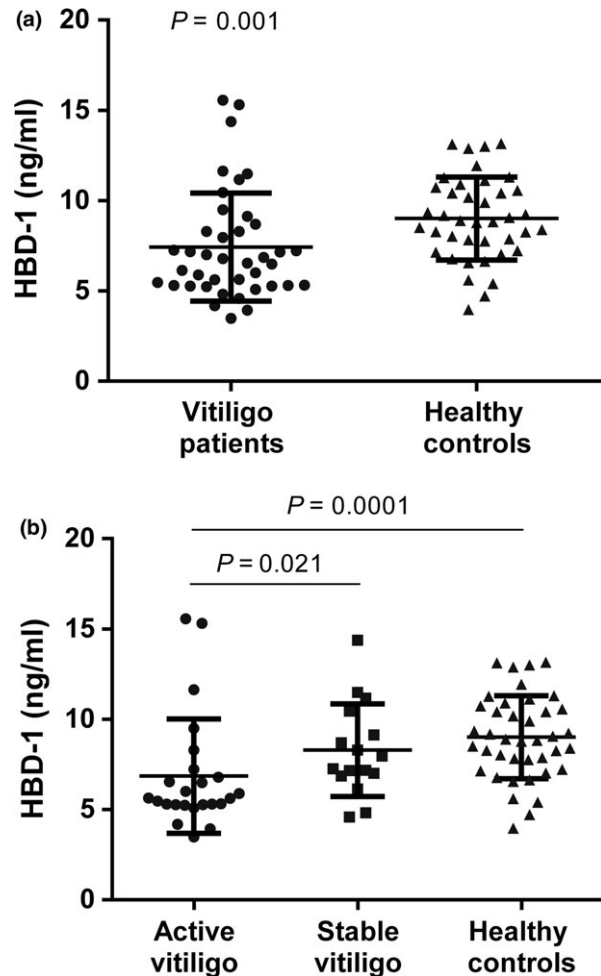 (a)
P = 0.001
20
15
10
5
0
HBD-1 (ng/ml)
Vitiligo
patients
Healthy
controls
(b)
P = 0.0001
P = 0.021
20
15
10
5
0
HBD-1 (ng/ml)
Active
vitiligo
Stable
vitiligo
Healthy
controls